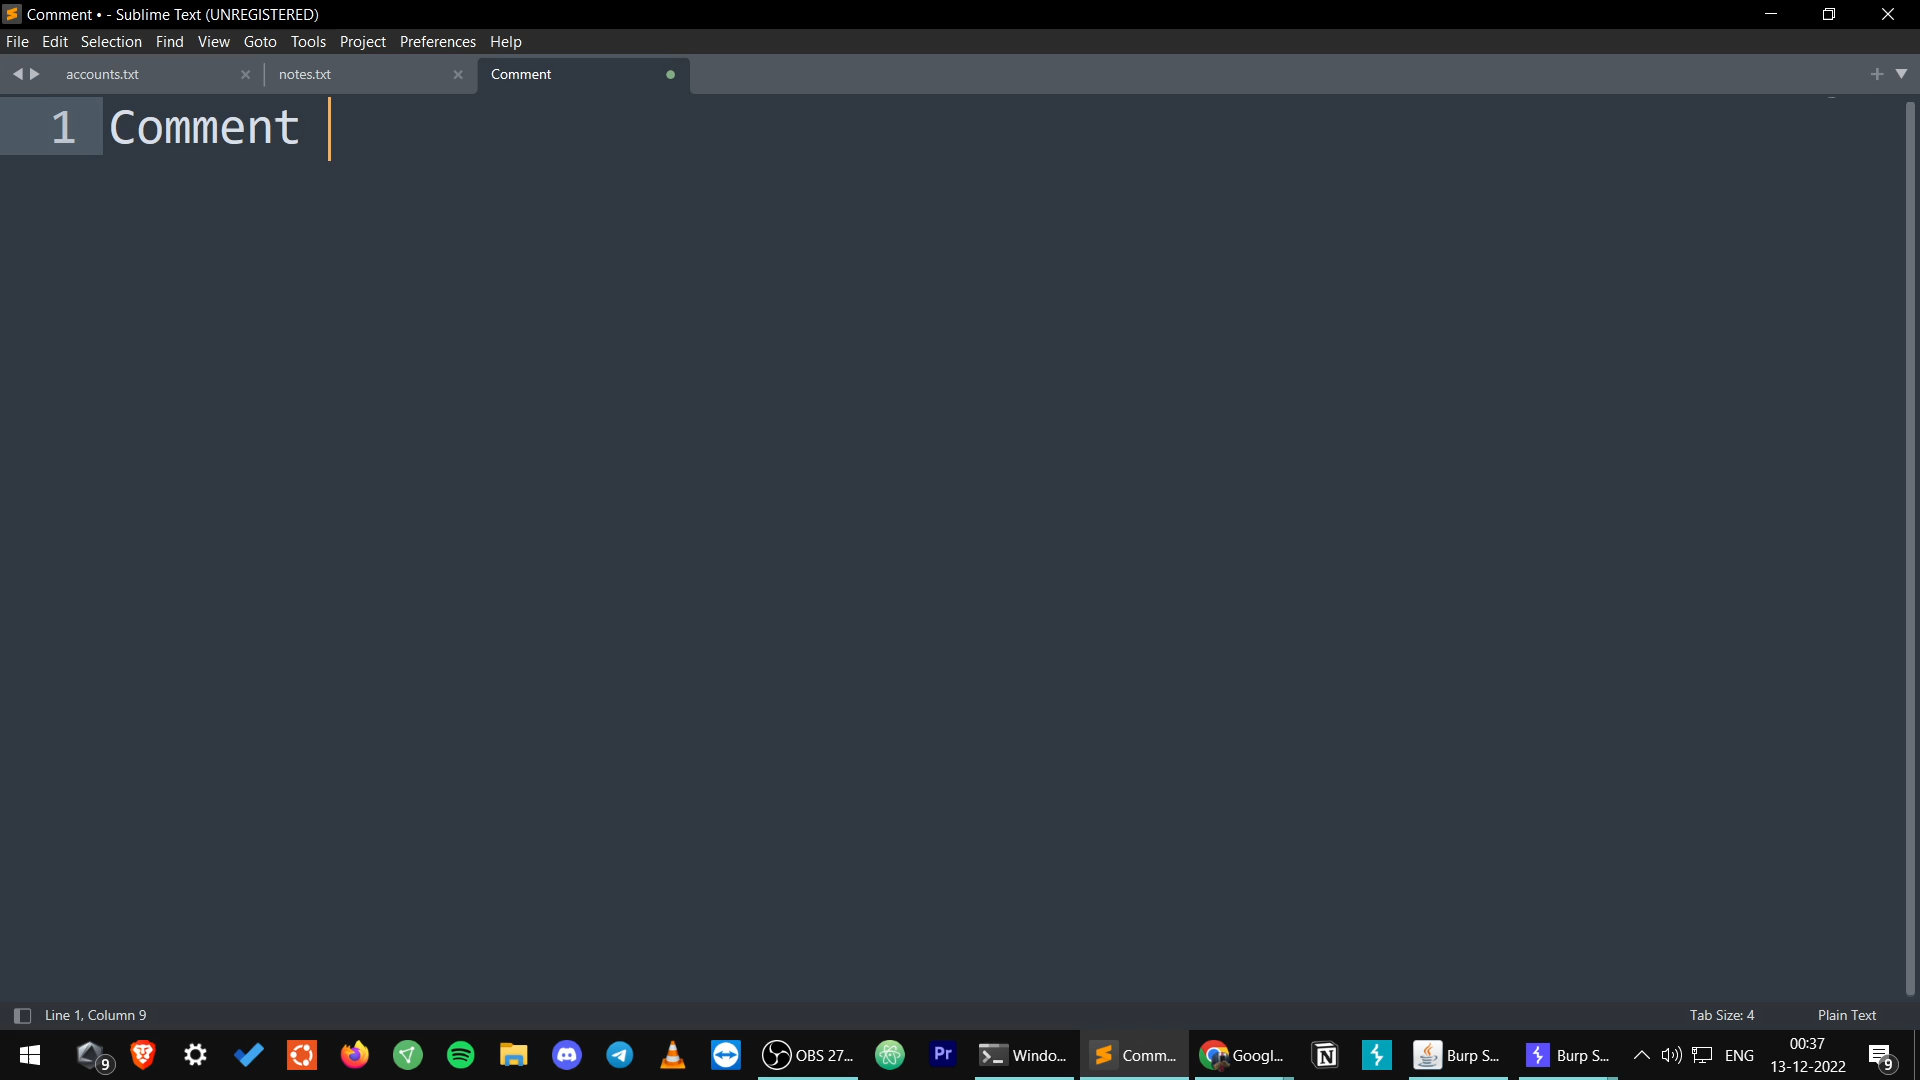 Comment • - Sublime Text (UNREGISTERED)
File Edit Selection Find View Goto Tools Project Preferences Help
accounts.txt notes.txt Comment
1 Comment
Line 1, Column 9 Tab Size: 4 Plain Text
9 OBS 27... Pr Windo... Comm... Googl... Burp S... Burp S... ENG 00:37 9
13-12-2022